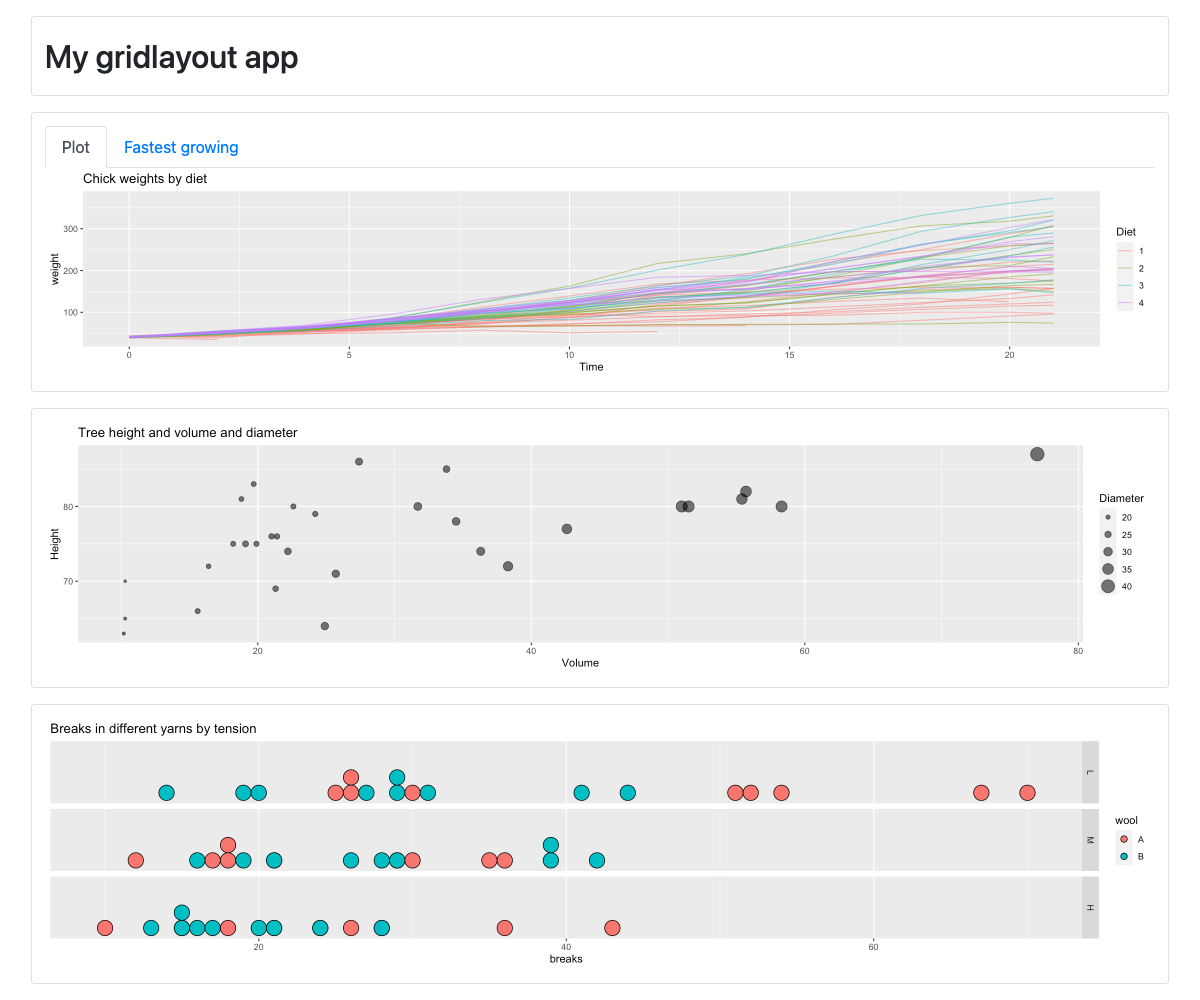 My gridlayout app
Plot Fastest growing
Chick weights by diet
300
200
100
weight
0 5 10 15 20
Time
Diet
1
2
3
4
Tree height and volume and diameter
80
70
Height
20 40 60 80
Volume
Diameter
20
25
30
35
40
Breaks in different yarns by tension
L
M
H
20 40 60
breaks
wool
A
B